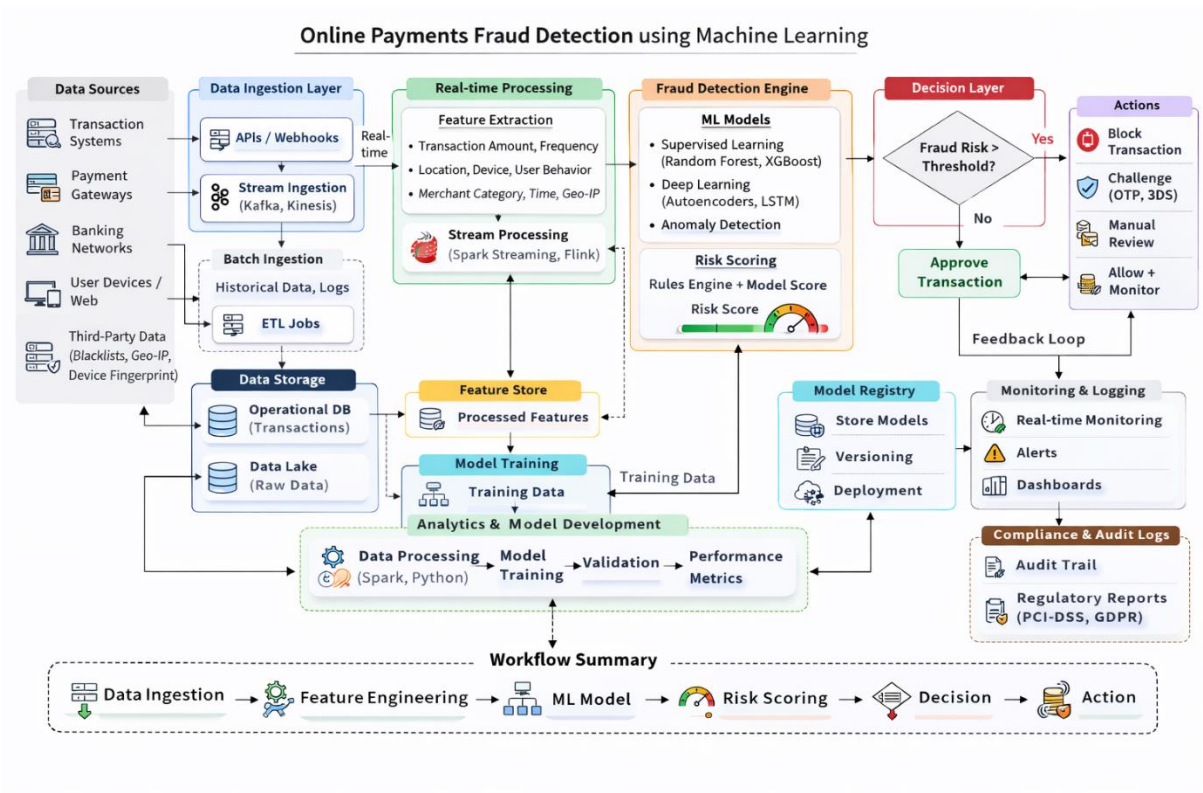 Online Payments Fraud Detection using Machine Learning
Data Sources
Transaction
Systems
Payment
Gateways
Banking
Networks
User Devices /
Web
Third-Party Data
(Blacklists, Geo-IP,
Device Fingerprint)
Data Ingestion Layer
APIs / Webhooks
Stream Ingestion
(Kafka, Kinesis)
Real-
time
Batch Ingestion
Historical Data, Logs
ETL Jobs
Data Storage
Operational DB
(Transactions)
Data Lake
(Raw Data)
Real-time Processing
Feature Extraction
• Transaction Amount, Frequency
• Location, Device, User Behavior
• Merchant Category, Time, Geo-IP
Stream Processing
(Spark Streaming, Flink)
Feature Store
Processed Features
Model Training
Training Data
Training Data
Fraud Detection Engine
ML Models
• Supervised Learning
(Random Forest, XGBoost)
• Deep Learning
(Autoencoders, LSTM)
• Anomaly Detection
Risk Scoring
Rules Engine + Model Score
Risk Score
Decision Layer
Fraud Risk >
Threshold?
Yes
No
Approve
Transaction
Actions
Block
Transaction
Challenge
(OTP, 3DS)
Manual
Review
Allow +
Monitor
Feedback Loop
Model Registry
Store Models
Versioning
Deployment
Monitoring & Logging
Real-time Monitoring
Alerts
Dashboards
Compliance & Audit Logs
Audit Trail
Regulatory Reports
(PCI-DSS, GDPR)
Analytics & Model Development
Data Processing
(Spark, Python)
Model
Training
Validation
Performance
Metrics
Workflow Summary
Data Ingestion
Feature Engineering
ML Model
Risk Scoring
Decision
Action